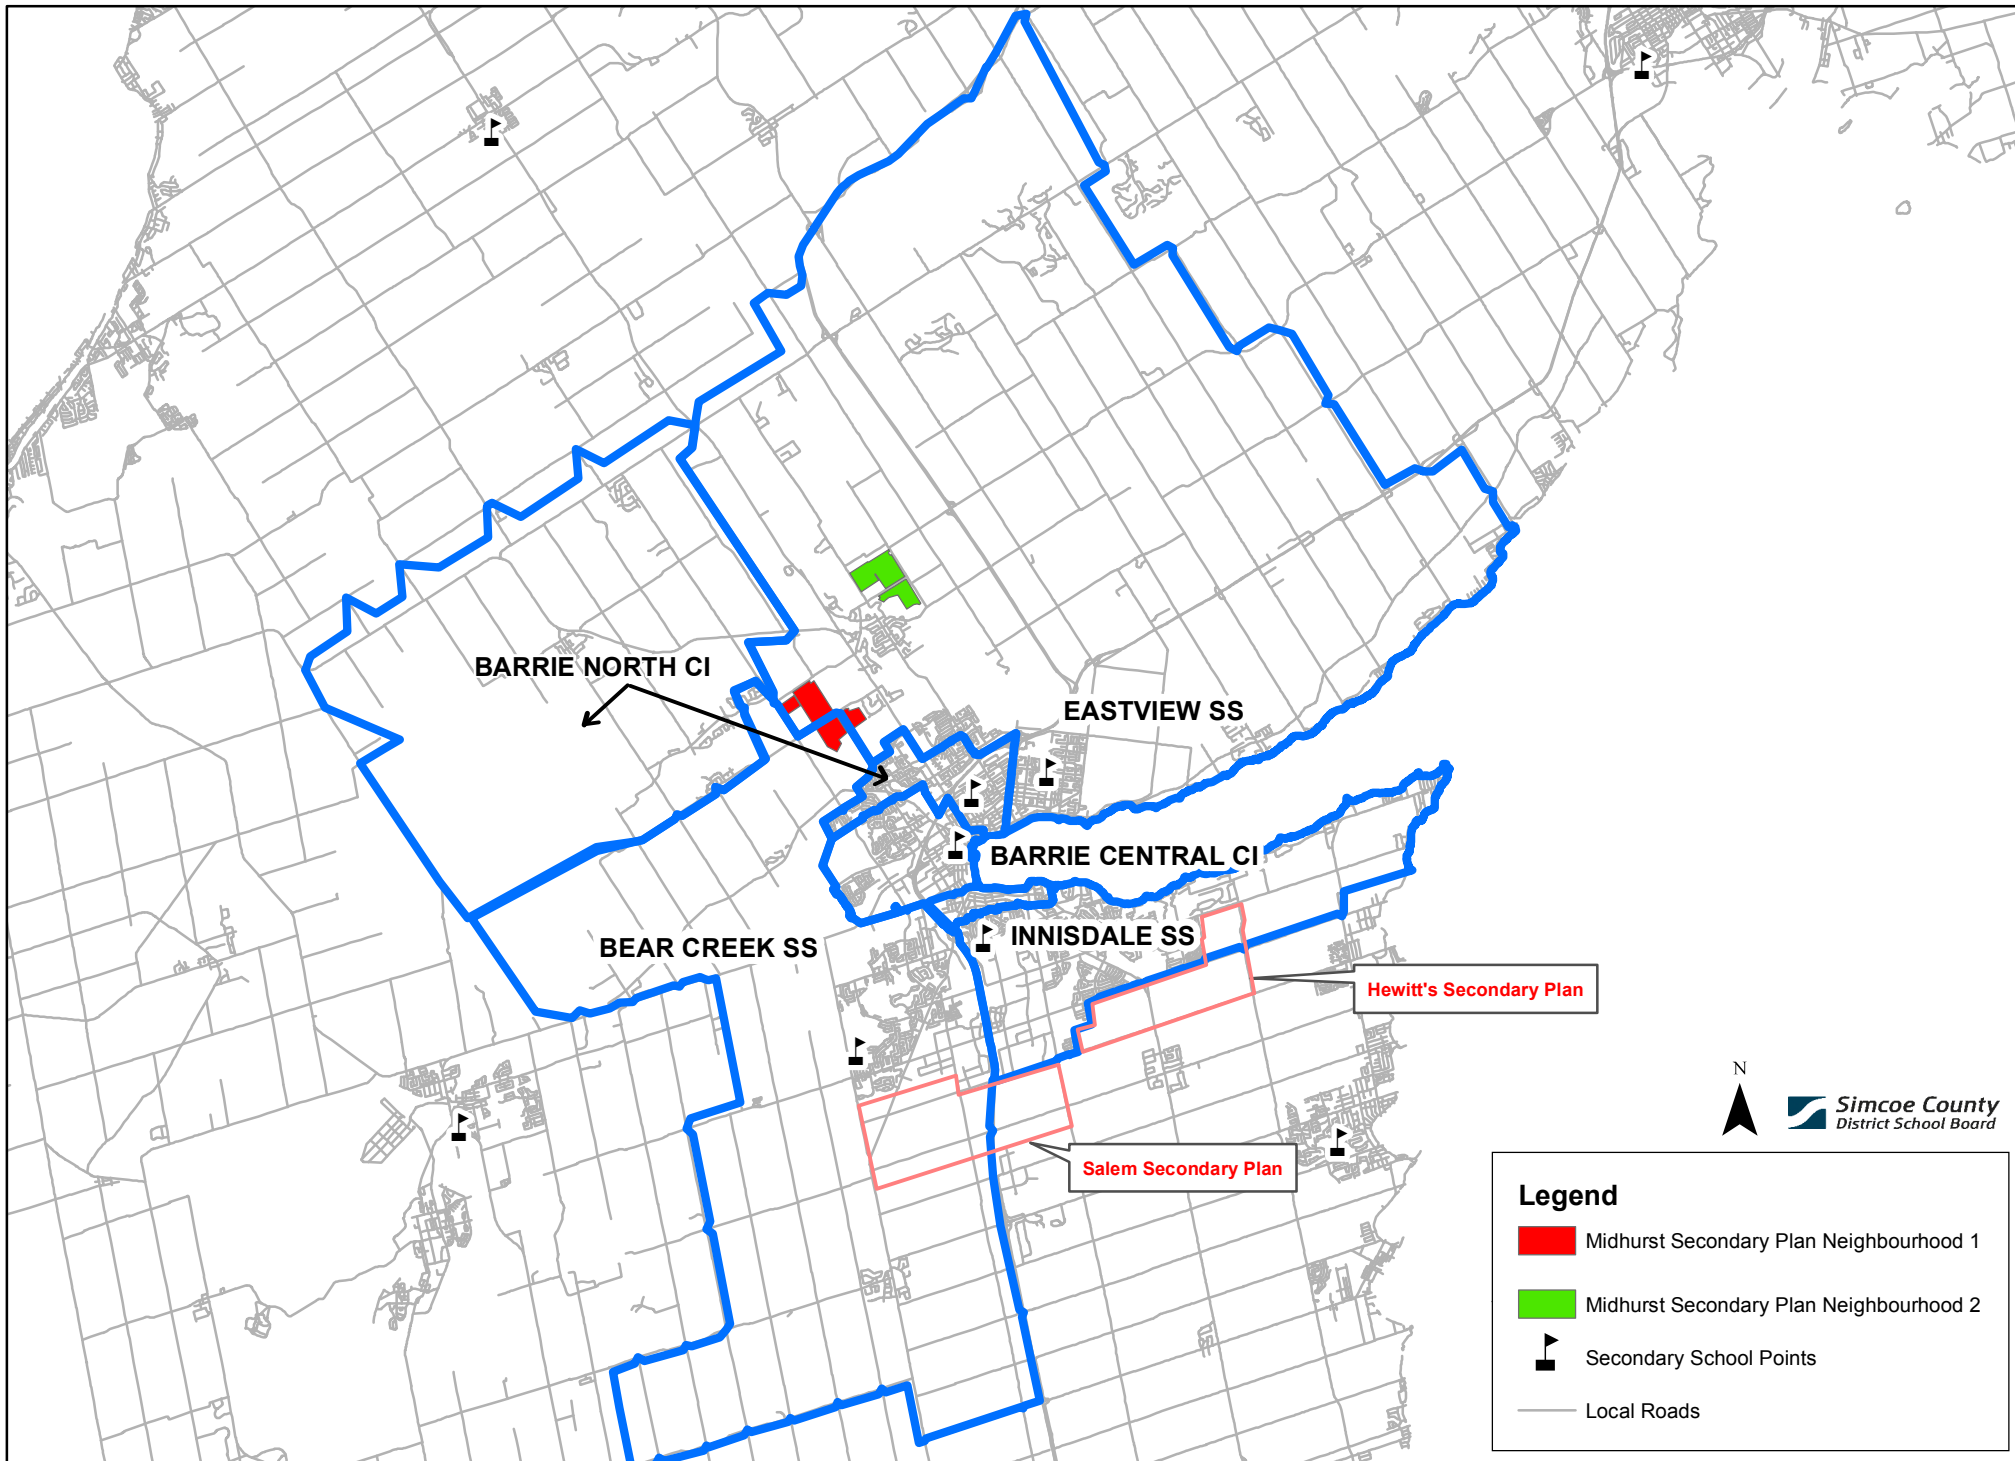 BARRIE NORTH CI
EASTVIEW SS
BARRIE CENTRAL CI
BEAR CREEK SS
INNISDALE SS
Hewitt's Secondary Plan
Salem Secondary Plan
N
Simcoe County
District School Board
Legend
Midhurst Secondary Plan Neighbourhood 1
Midhurst Secondary Plan Neighbourhood 2
Secondary School Points
Local Roads